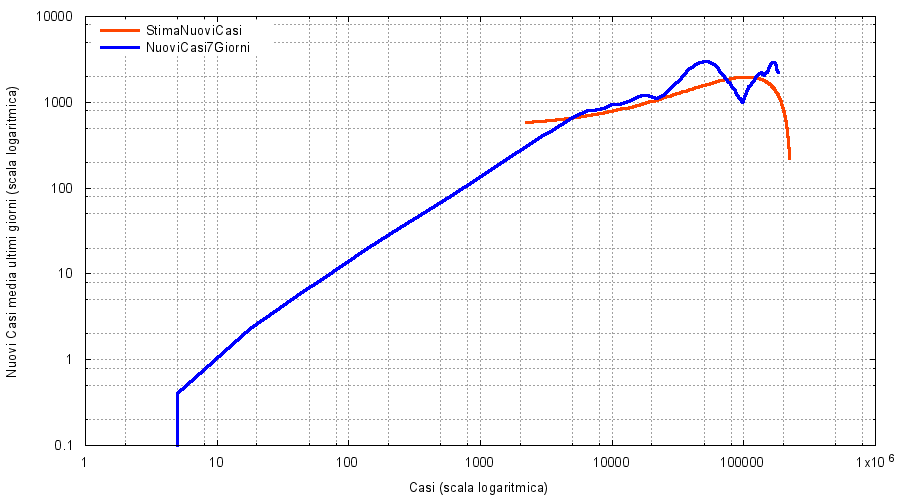 10000
StimaNuoviCasi
NuoviCasi7Giorni
1000
100
10
1
0.1
Nuovi Casi media ultimi giorni (scala logaritmica)
1 10 100 1000 10000 100000 1x10 6
Casi (scala logaritmica)